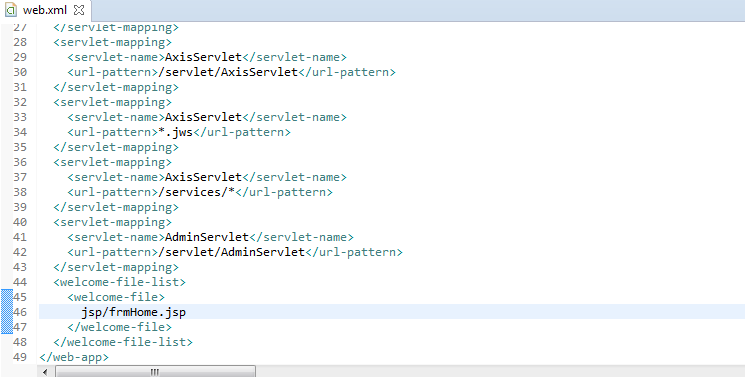 web.xml
27 </servlet-mapping>
28 <servlet-mapping>
29 <servlet-name>AxisServlet</servlet-name>
30 <url-pattern>/servlet/AxisServlet</url-pattern>
31 </servlet-mapping>
32 <servlet-mapping>
33 <servlet-name>AxisServlet</servlet-name>
34 <url-pattern>*.jws</url-pattern>
35 </servlet-mapping>
36 <servlet-mapping>
37 <servlet-name>AxisServlet</servlet-name>
38 <url-pattern>/services/*</url-pattern>
39 </servlet-mapping>
40 <servlet-mapping>
41 <servlet-name>AdminServlet</servlet-name>
42 <url-pattern>/servlet/AdminServlet</url-pattern>
43 </servlet-mapping>
44 <welcome-file-list>
45 <welcome-file>
46 jsp/frmHome.jsp
47 </welcome-file>
48 </welcome-file-list>
49 </web-app>